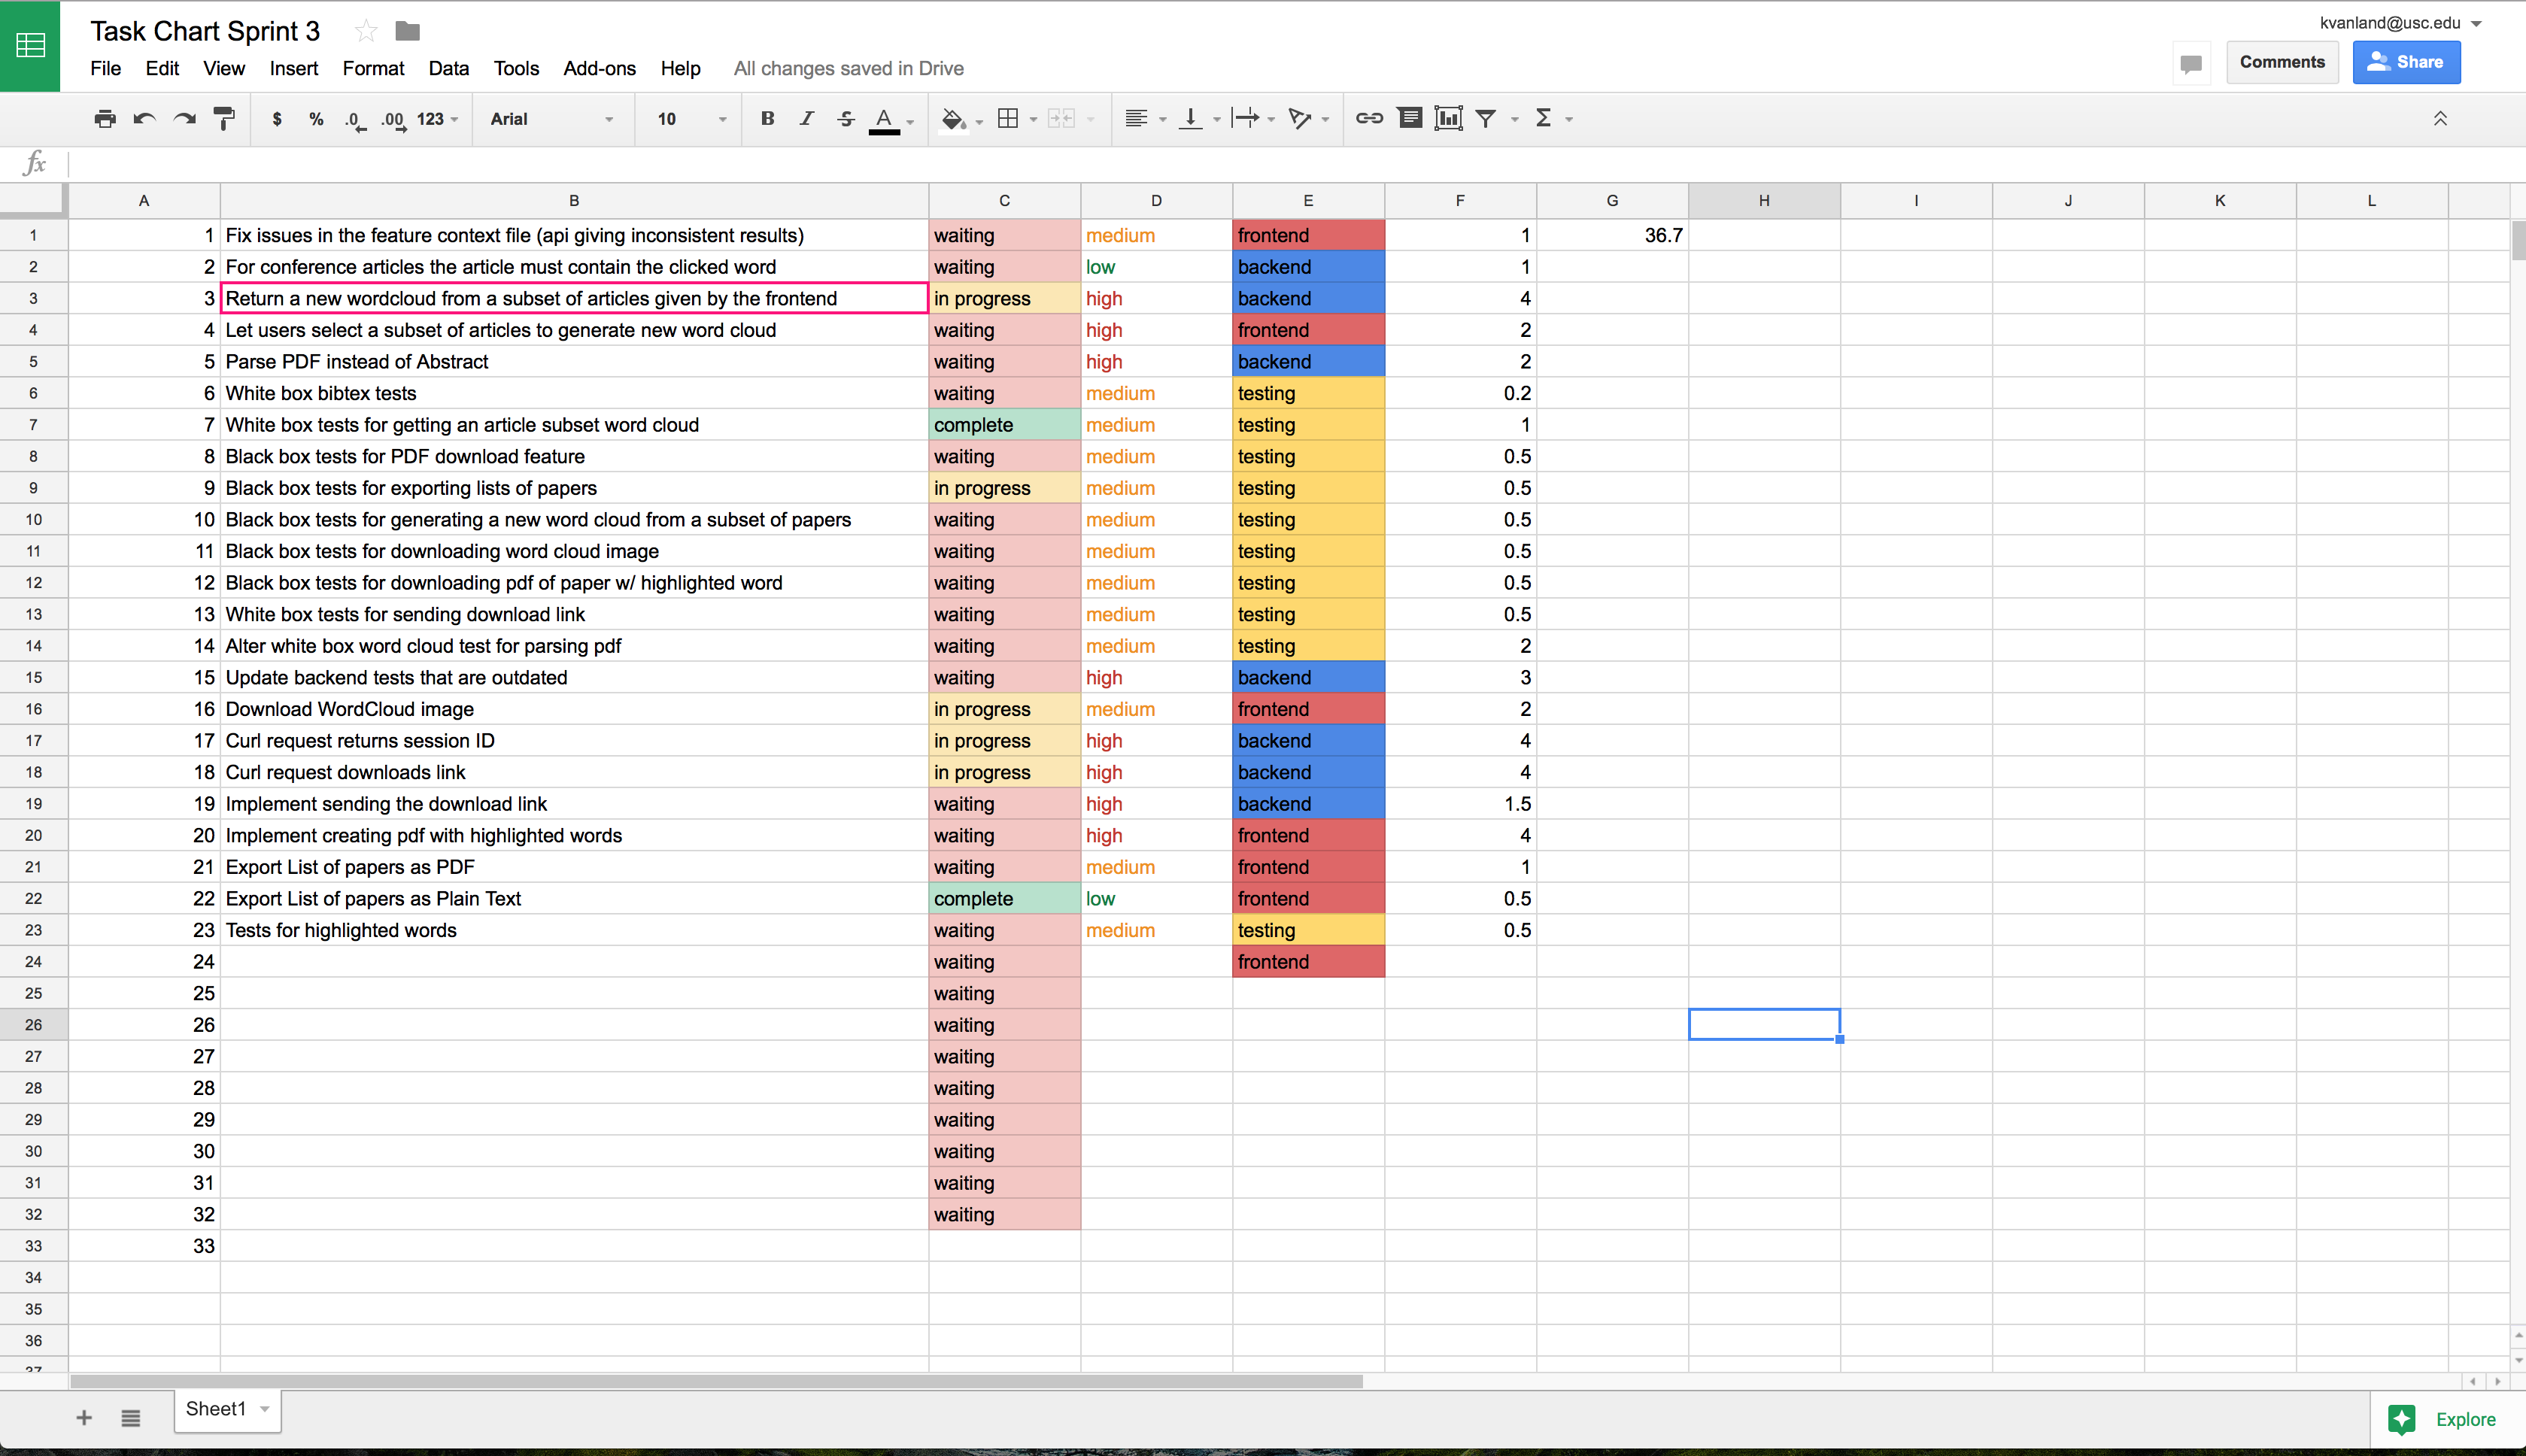 Task Chart Sprint 3
kvanland@usc.edu
File Edit View Insert Format Data Tools Add-ons Help All changes saved in Drive
Comments Share
$ % .0 .00 123 Arial 10 B I S A Σ
fx
A B C D E F G H I J K L
1 1 Fix issues in the feature context file (api giving inconsistent results) waiting medium frontend 1 36.7
2 2 For conference articles the article must contain the clicked word waiting low backend 1
3 3 Return a new wordcloud from a subset of articles given by the frontend in progress high backend 4
4 4 Let users select a subset of articles to generate new word cloud waiting high frontend 2
5 5 Parse PDF instead of Abstract waiting high backend 2
6 6 White box bibtex tests waiting medium testing 0.2
7 7 White box tests for getting an article subset word cloud complete medium testing 1
8 8 Black box tests for PDF download feature waiting medium testing 0.5
9 9 Black box tests for exporting lists of papers in progress medium testing 0.5
10 10 Black box tests for generating a new word cloud from a subset of papers waiting medium testing 0.5
11 11 Black box tests for downloading word cloud image waiting medium testing 0.5
12 12 Black box tests for downloading pdf of paper w/ highlighted word waiting medium testing 0.5
13 13 White box tests for sending download link waiting medium testing 0.5
14 14 Alter white box word cloud test for parsing pdf waiting medium testing 2
15 15 Update backend tests that are outdated waiting high backend 3
16 16 Download WordCloud image in progress medium frontend 2
17 17 Curl request returns session ID in progress high backend 4
18 18 Curl request downloads link in progress high backend 4
19 19 Implement sending the download link waiting high backend 1.5
20 20 Implement creating pdf with highlighted words waiting high frontend 4
21 21 Export List of papers as PDF waiting medium frontend 1
22 22 Export List of papers as Plain Text complete low frontend 0.5
23 23 Tests for highlighted words waiting medium testing 0.5
24 24 waiting frontend
25 25 waiting
26 26 waiting
27 27 waiting
28 28 waiting
29 29 waiting
30 30 waiting
31 31 waiting
32 32 waiting
33 33
34
35
36
37
Sheet1
Explore